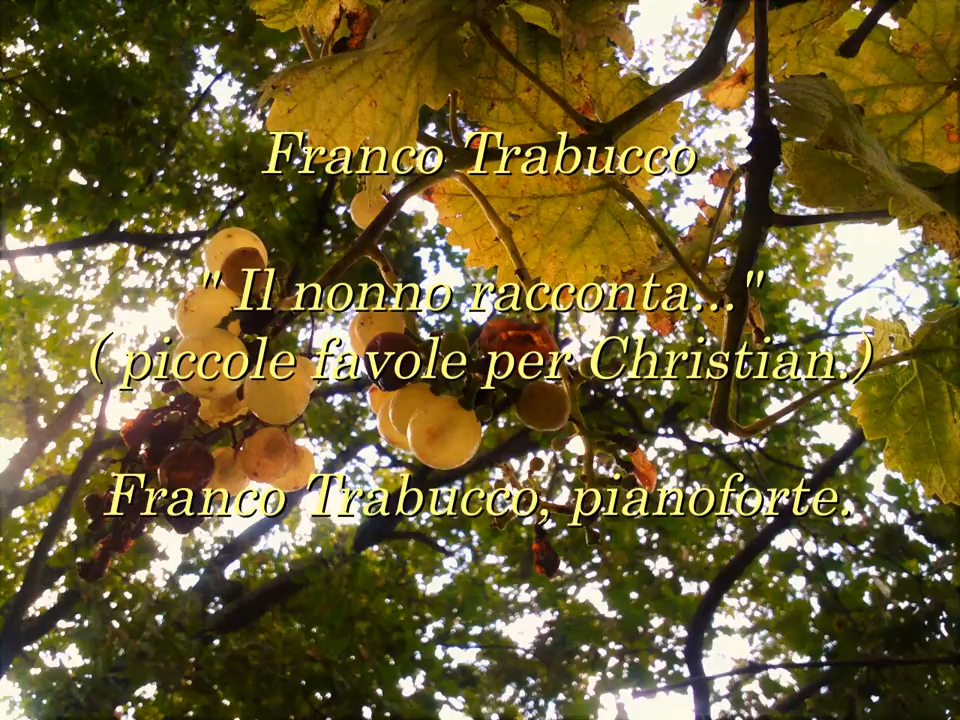 Franco Trabucco
" Il nonno racconta..."
( piccole favole per Christian.)
Franco Trabucco, pianoforte.